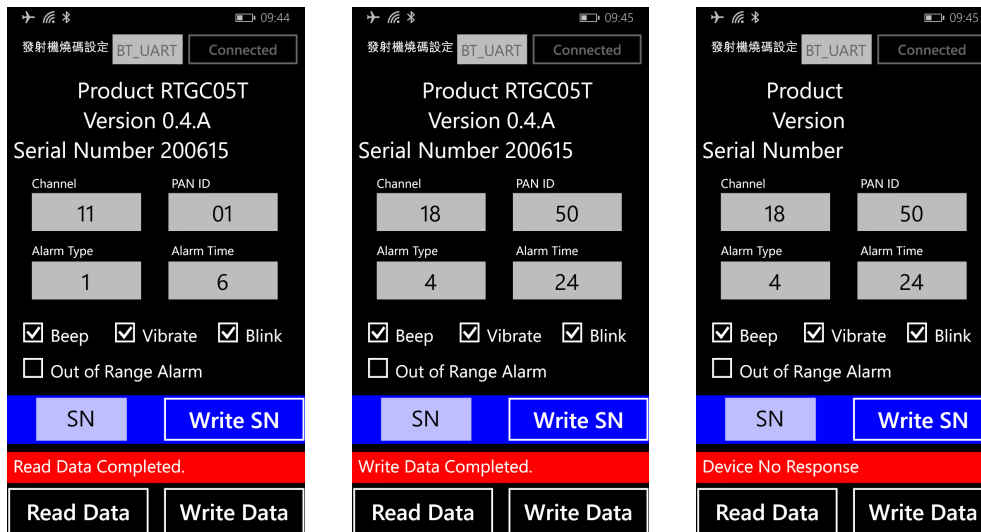 09:44
發射機燒碼設定 BT_UART Connected
Product RTGC05T
Version 0.4.A
Serial Number 200615
Channel PAN ID
11 01
Alarm Type Alarm Time
1 6
Beep Vibrate Blink
Out of Range Alarm
SN Write SN
Read Data Completed.
Read Data Write Data
09:45
發射機燒碼設定 BT_UART Connected
Product RTGC05T
Version 0.4.A
Serial Number 200615
Channel PAN ID
18 50
Alarm Type Alarm Time
4 24
Beep Vibrate Blink
Out of Range Alarm
SN Write SN
Write Data Completed.
Read Data Write Data
09:45
發射機燒碼設定 BT_UART Connected
Product
Version
Serial Number
Channel PAN ID
18 50
Alarm Type Alarm Time
4 24
Beep Vibrate Blink
Out of Range Alarm
SN Write SN
Device No Response
Read Data Write Data